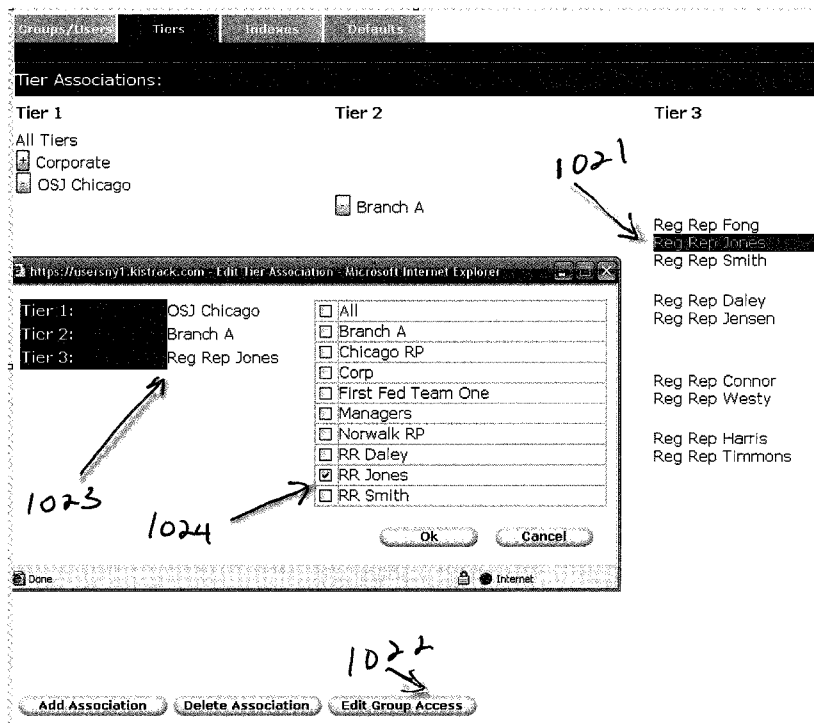 Groups/Users Tiers Indexes Defaults
Tier Associations:
Tier 1 Tier 2 Tier 3
All Tiers
+ Corporate
- OSJ Chicago
1021
- Branch A
Reg Rep Fong
Reg Rep Jones
Reg Rep Smith
Reg Rep Daley
Reg Rep Jensen
Reg Rep Connor
Reg Rep Westy
Reg Rep Harris
Reg Rep Timmons
https://usersny1.kistrack.com - Edit Tier Association - Microsoft Internet Explorer
Tier 1: OSJ Chicago
Tier 2: Branch A
Tier 3: Reg Rep Jones
All
Branch A
Chicago RP
Corp
First Fed Team One
Managers
Norwalk RP
RR Daley
RR Jones
RR Smith
1023
1024
Ok Cancel
Done Internet
1022
Add Association Delete Association Edit Group Access